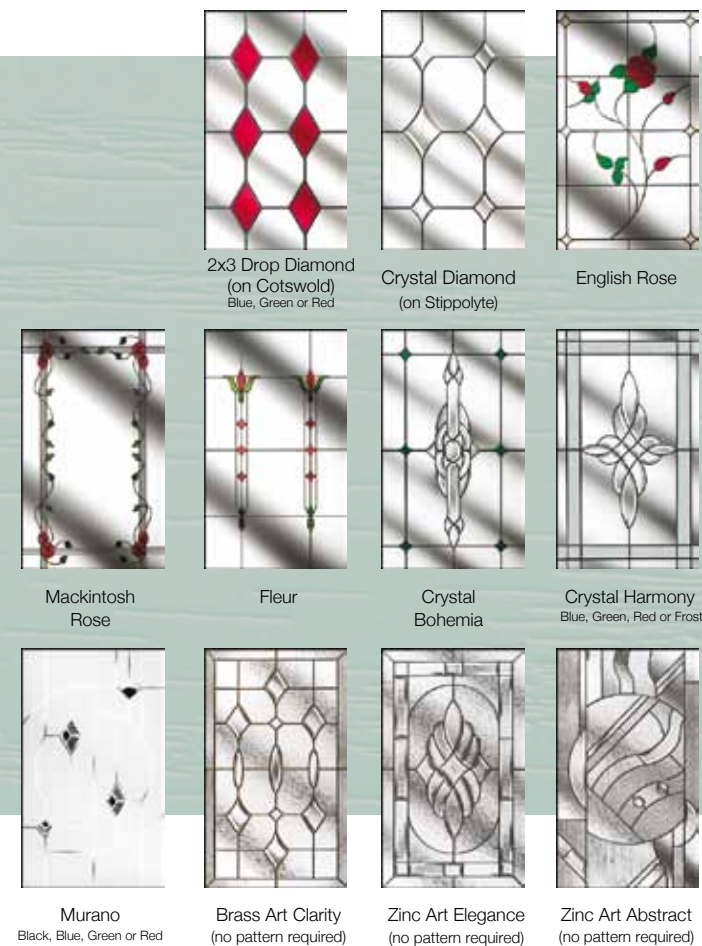 2x3 Drop Diamond
(on Cotswold)
Blue, Green or Red
Crystal Diamond
(on Stippolyte)
English Rose
Mackintosh
Rose
Fleur
Crystal
Bohemia
Crystal Harmony
Blue, Green, Red or Frost
Murano
Black, Blue, Green or Red
Brass Art Clarity
(no pattern required)
Zinc Art Elegance
(no pattern required)
Zinc Art Abstract
(no pattern required)